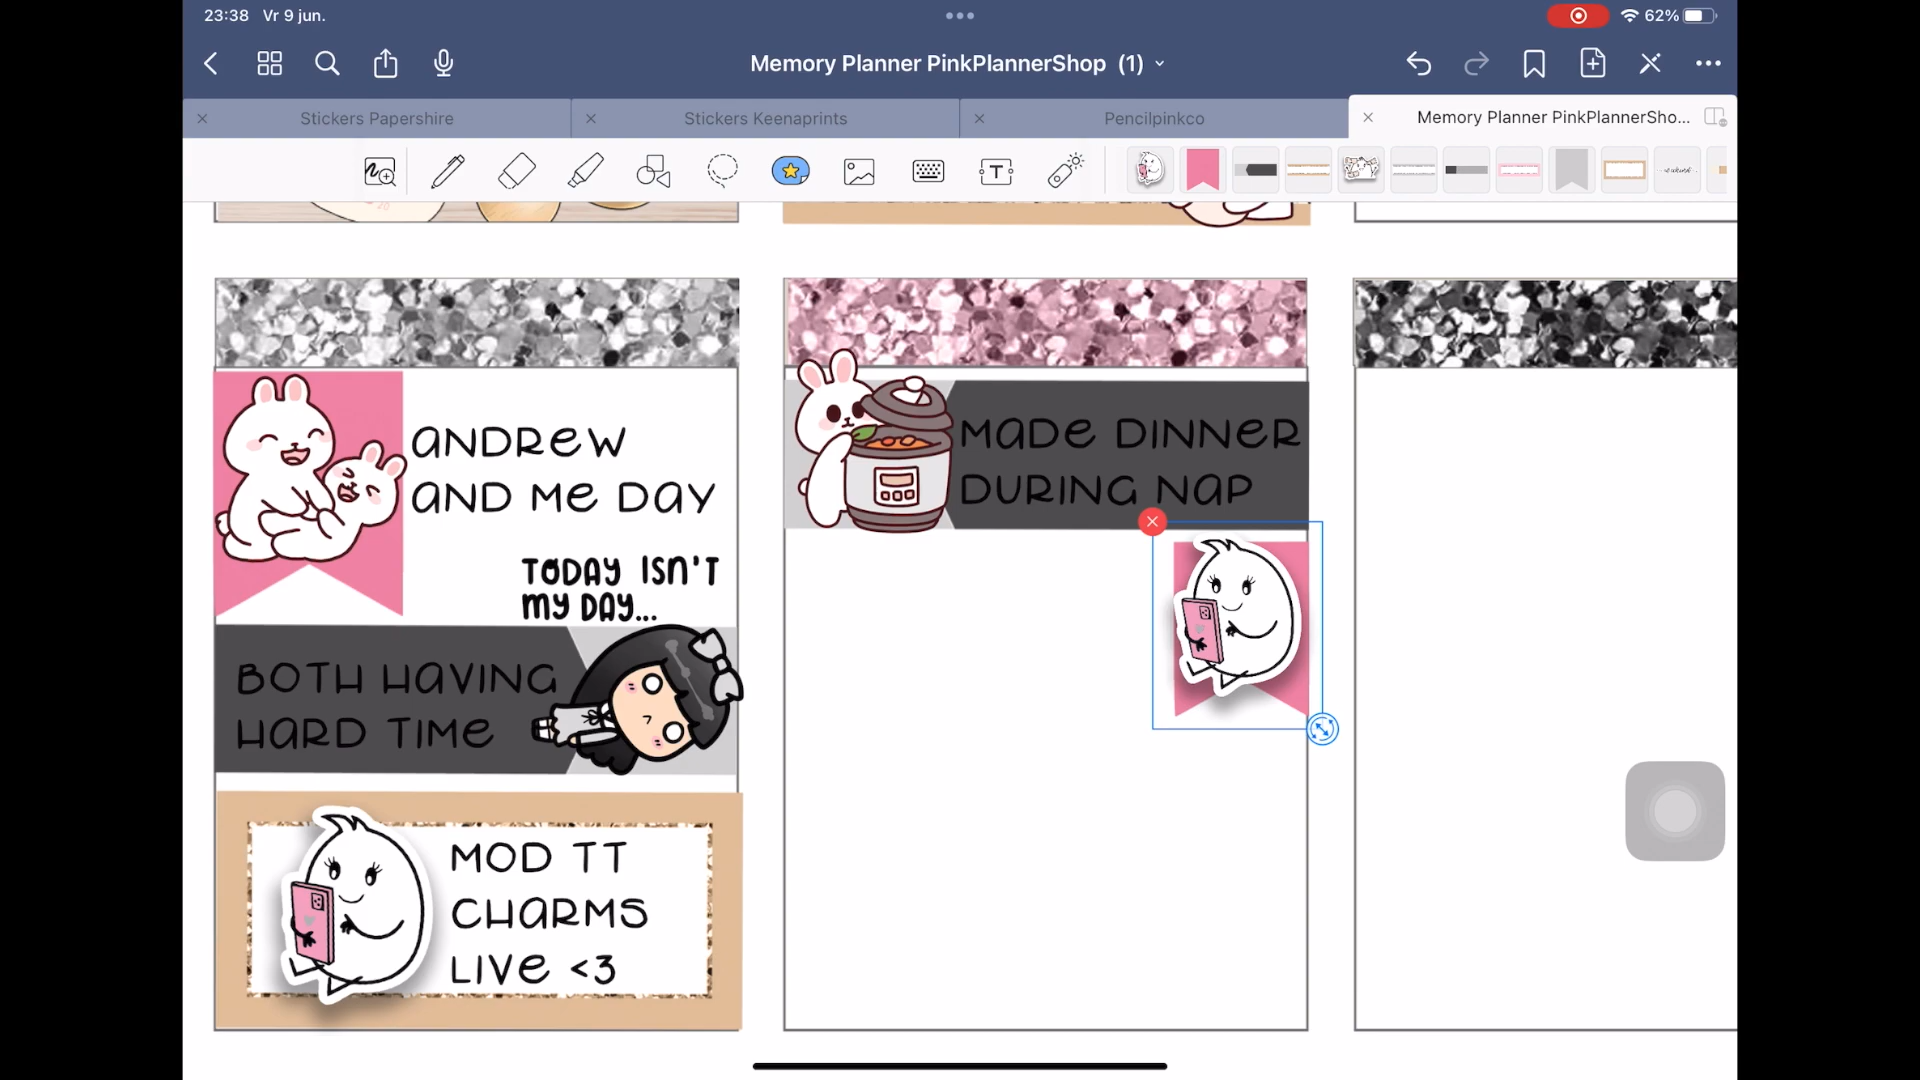 23:38 Vr 9 jun.
62%
Memory Planner PinkPlannerShop (1)
Stickers Papershire
Stickers Keenaprints
Pencilpinkco
Memory Planner PinkPlannerSho...
T
ANDREW
AND ME DAY
TODAY ISN'T
MY DAY...
BOTH HAVING
HARD TIME
MOD TT
CHARMS
LIVE <3
MADE DINNER
DURING NAP